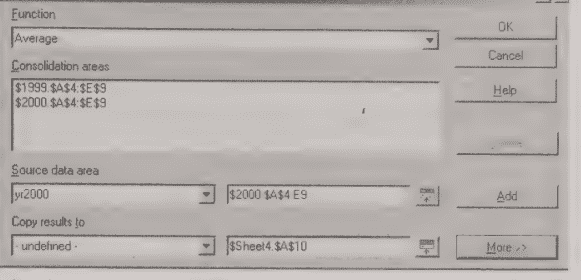 Function
Average
OK
Cancel
Consolidation areas
$1999.$A$4:$E$9
$2000.$A$4:$E$9
Help
Source data area
yr2000
$2000.$A$4:E9
Add
Copy results to
- undefined -
$Sheet4.$A$10
More >>